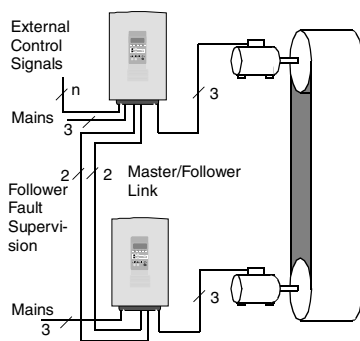 External
Control
Signals
n
3
Mains
3
2
2
Master/Follower
Link
Follower
Fault
Supervi-
sion
Mains
3
3